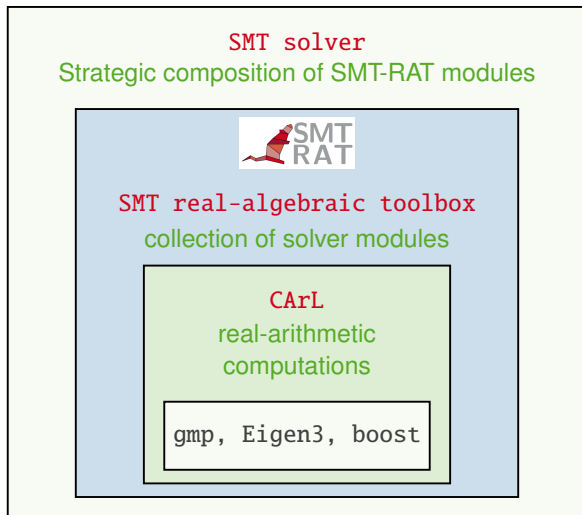 SMT solver
Strategic composition of SMT-RAT modules
SMT
RAT
SMT real-algebraic toolbox
collection of solver modules
CArL
real-arithmetic
computations
gmp, Eigen3, boost